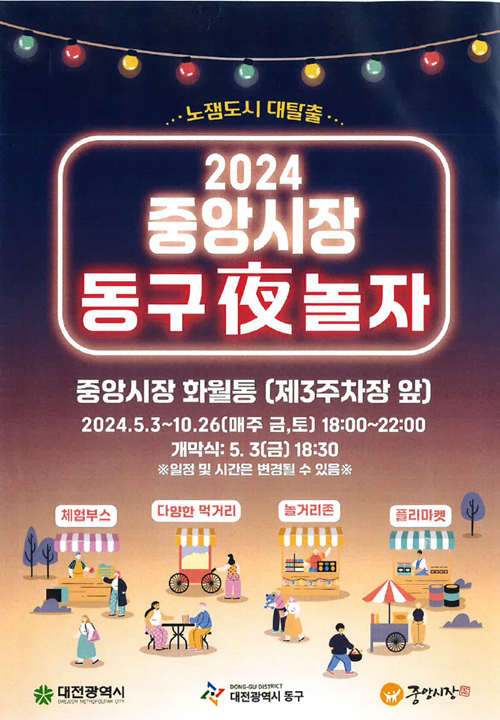 ···노잼도시 대탈출···
2024
중앙시장
동구夜놀자
중앙시장 화월통 (제3주차장 앞)
2024.5.3~10.26(매주 금,토) 18:00~22:00
개막식: 5. 3(금) 18:30
※일정 및 시간은 변경될 수 있음※
체험부스
다양한 먹거리
놀거리존
플리마켓
대전광역시
DAEJEON METROPOLITAN CITY
DONG-GU DISTRICT
대전광역시 동구
중앙시장